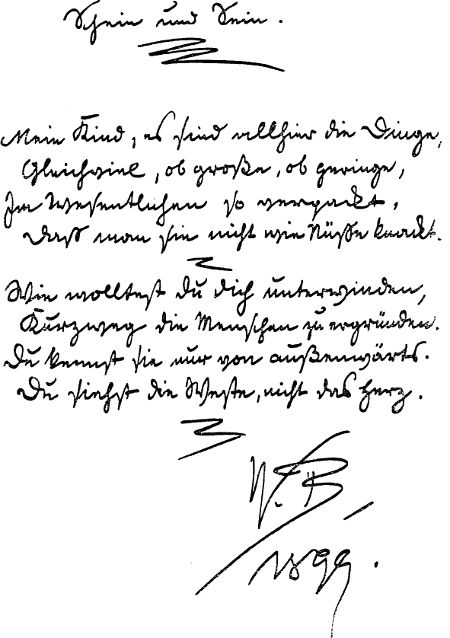 Schein und Sein.
Mein Kind, es sind allhier die Dinge,
Gleichviel, ob große, ob geringe,
Im Wesentlichen so verpackt,
Daß man sie nicht wie Nüsse knackt.
Wie wolltest du dich unterwinden,
Kurzweg die Menschen zu ergründen.
Du kennst sie nur von außenwärts.
Du siehst die Weste, nicht das Herz.
W. B.
1899.